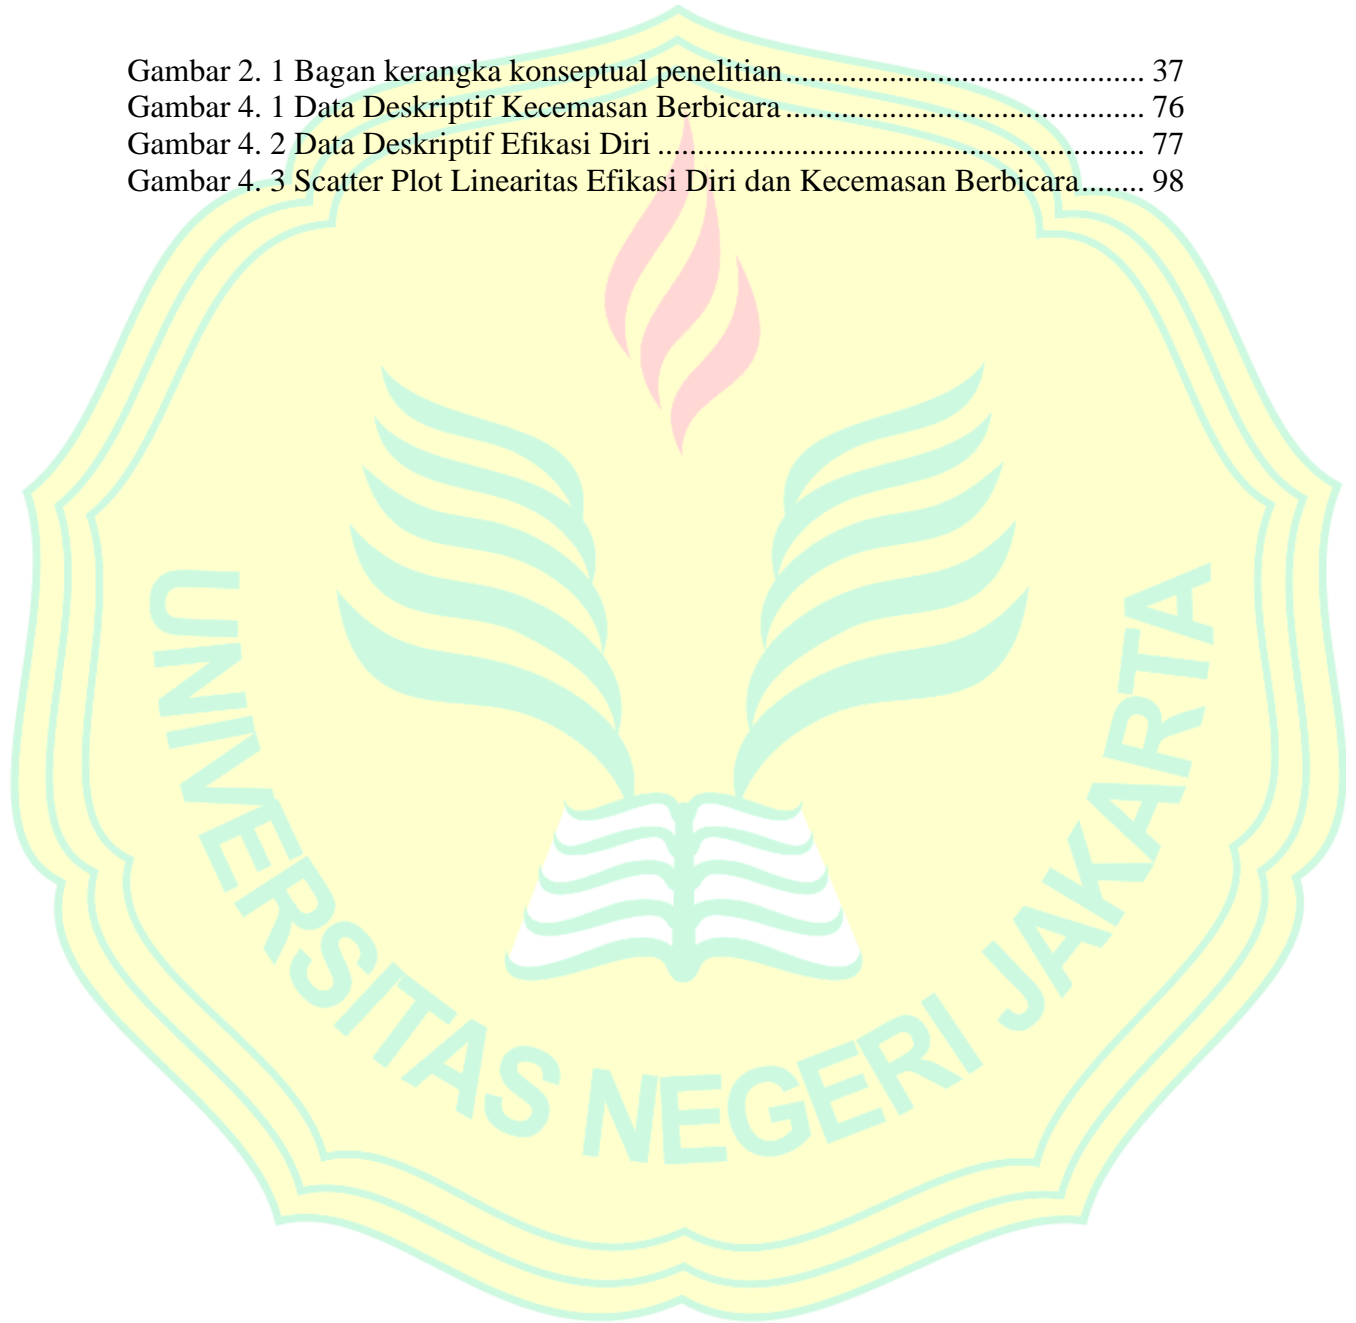 Gambar 2. 1 Bagan kerangka konseptual penelitian............................................. 37
Gambar 4. 1 Data Deskriptif Kecemasan Berbicara............................................. 76
Gambar 4. 2 Data Deskriptif Efikasi Diri ............................................................. 77
Gambar 4. 3 Scatter Plot Linearitas Efikasi Diri dan Kecemasan Berbicara........ 98
UNIVERSITAS NEGERI JAKARTA